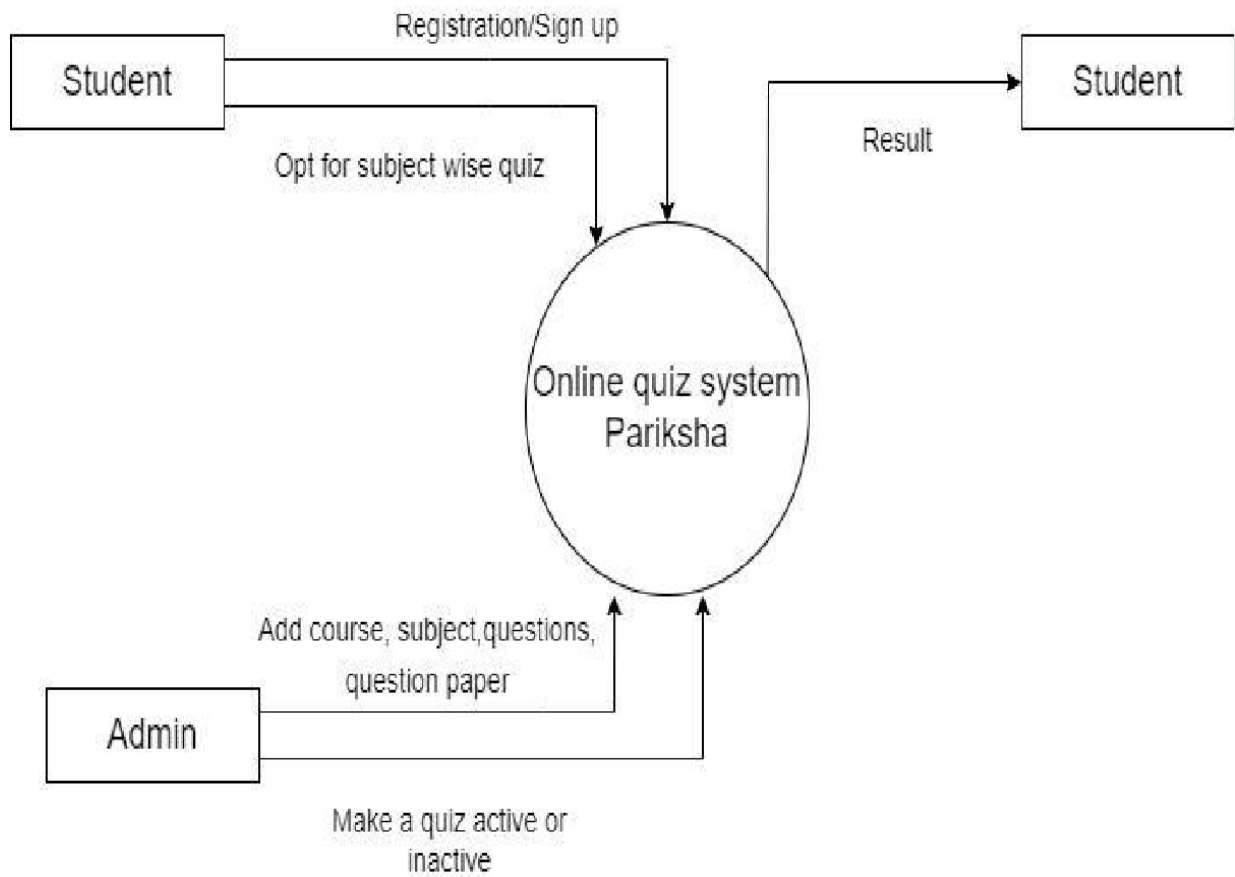 Registration/Sign up
Student
Student
Result
Opt for subject wise quiz
Online quiz system
Pariksha
Add course, subject,questions,
question paper
Admin
Make a quiz active or
inactive